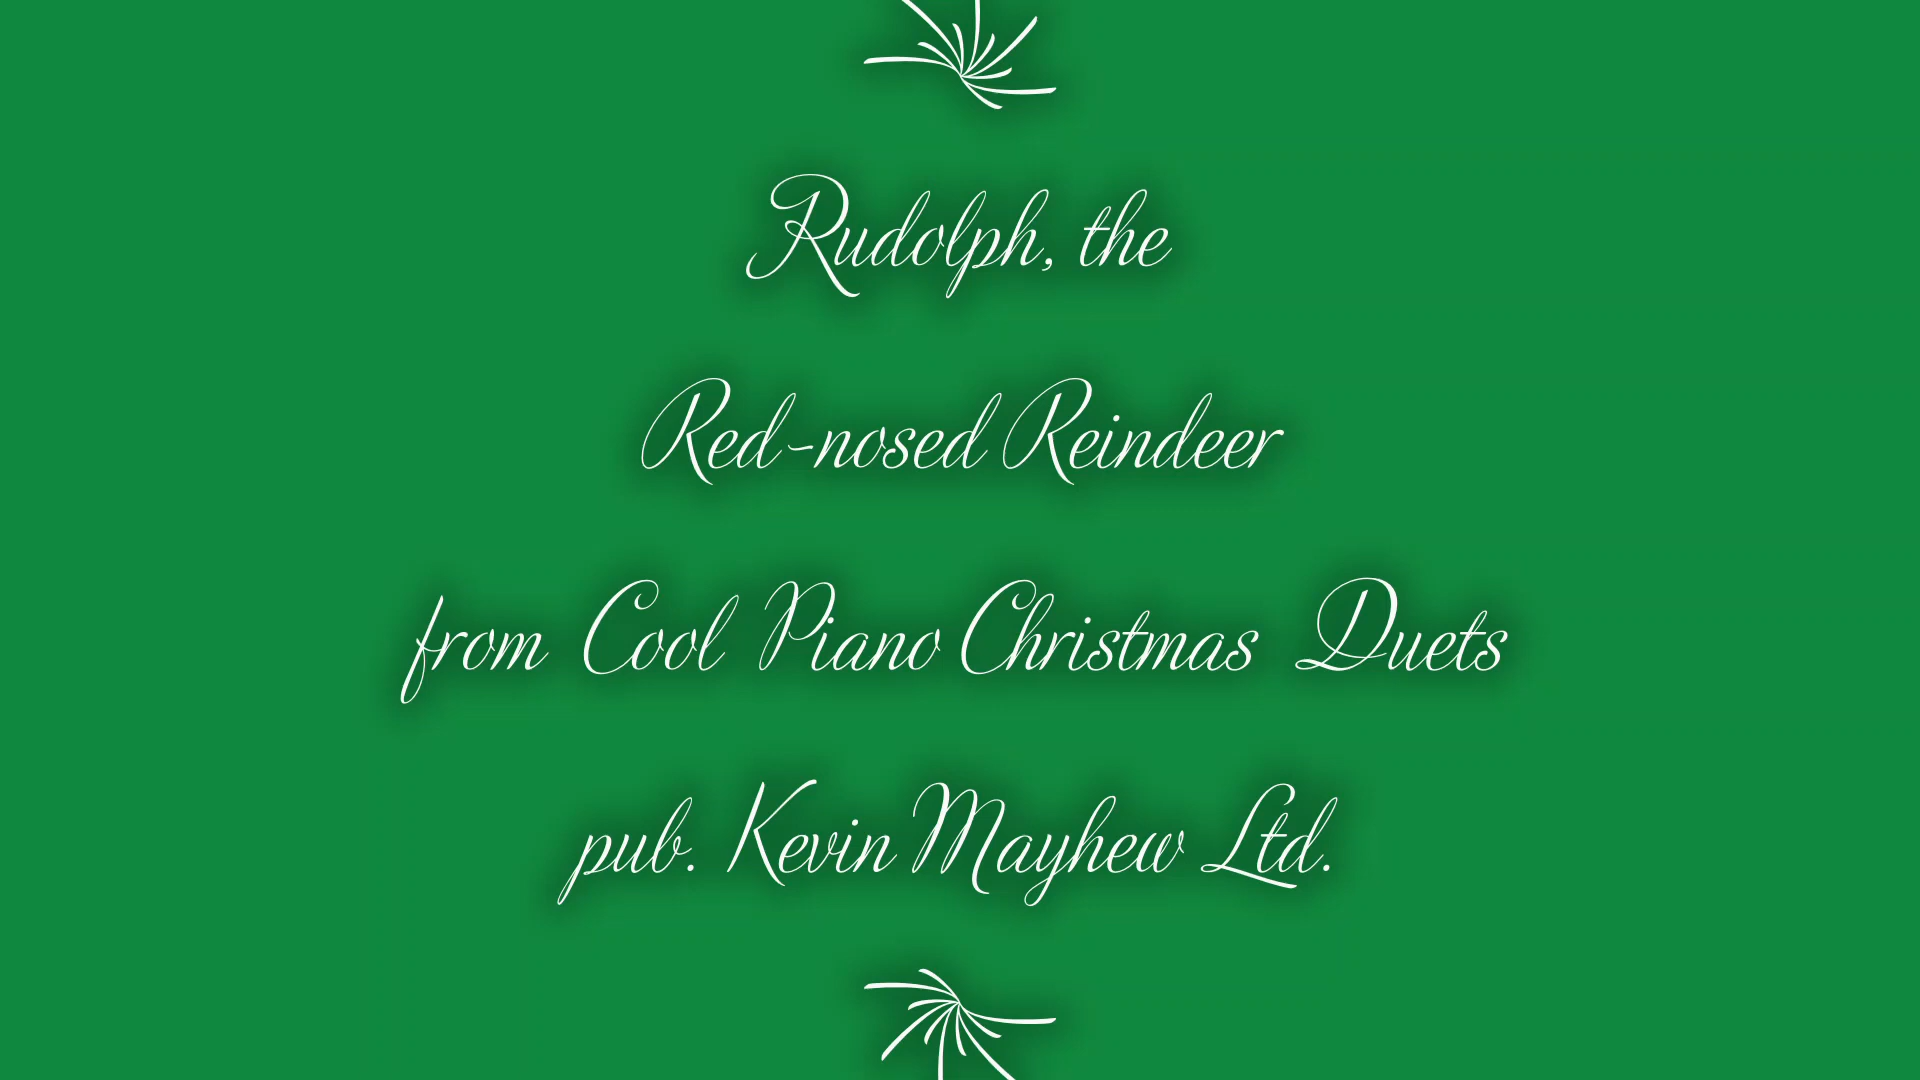 Rudolph, the
Red-nosed Reindeer
from Cool Piano Christmas Duets
pub. Kevin Mayhew Ltd.